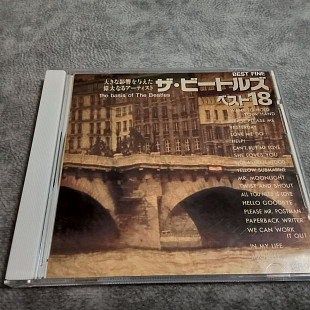 BEST FINE
大きな影響を与えた
偉大なるアーティスト
ザ・ビートルズ
the basis of The Beatles
ベスト18
HAND
PLEASE ME
YESTERDAY
LOVE ME DO
HELP!
CAN'T BUY ME LOVE
SHE LOVES YOU
YELLOW SUBMARINE
MR. MOONLIGHT
TWIST AND SHOUT
ALL YOU NEED IS LOVE
HELLO GOODBYE
PLEASE MR. POSTMAN
PAPERBACK WRITER
WE CAN WORK
IT OUT
IN MY LIFE